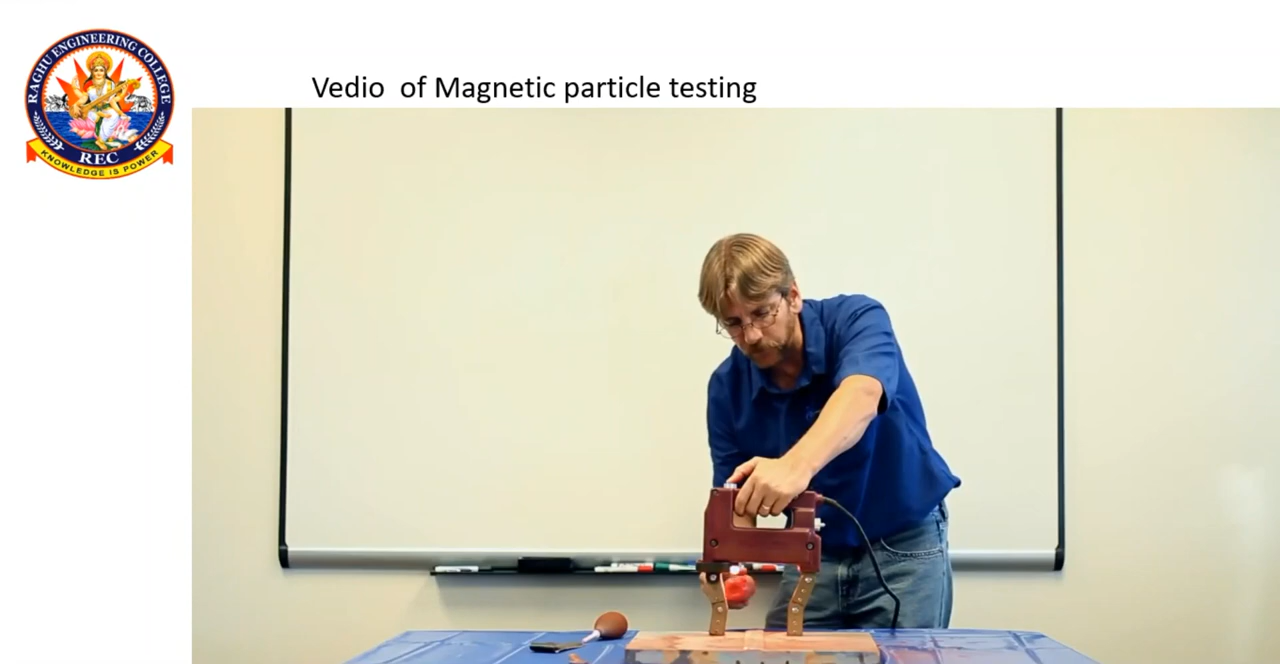 RAGHU ENGINEERING COLLEGE
REC
KNOWLEDGE IS POWER
Vedio of Magnetic particle testing